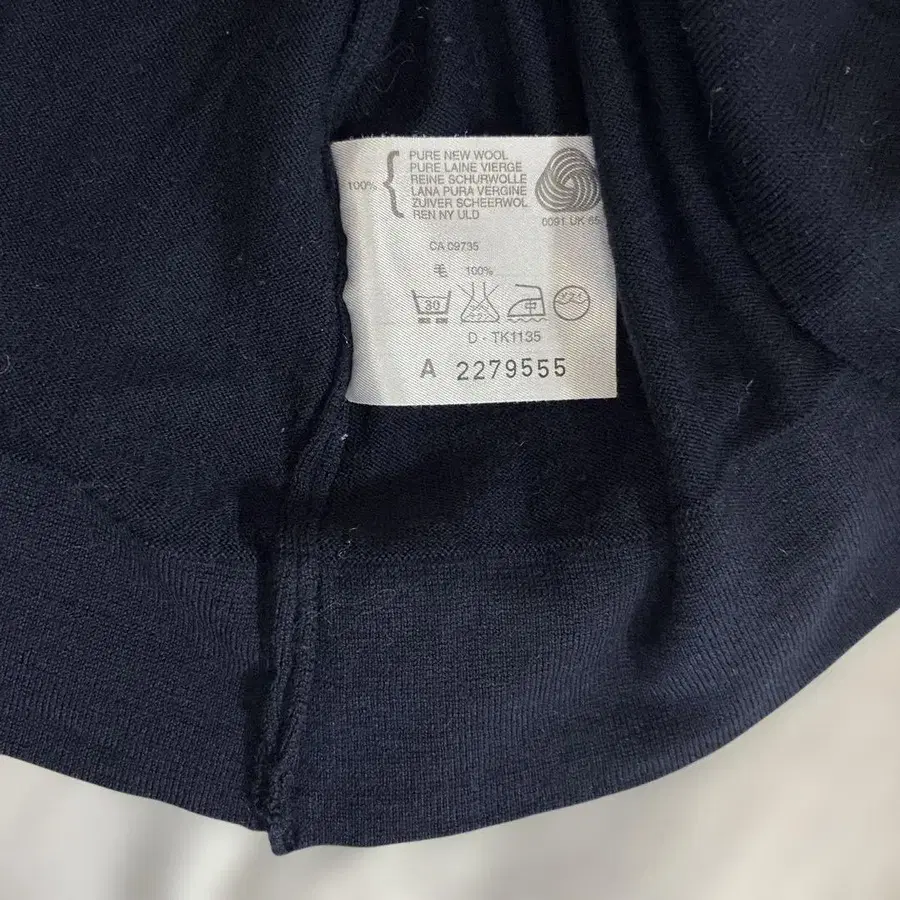 100%
PURE NEW WOOL
PURE LAINE VIERGE
REINE SCHURWOLLE
LANA PURA VERGINE
ZUIVER SCHEERWOL
REN NY ULD
0091 UK 65
CA 09735
毛 100%
30 中
D - TK1135
A 2279555